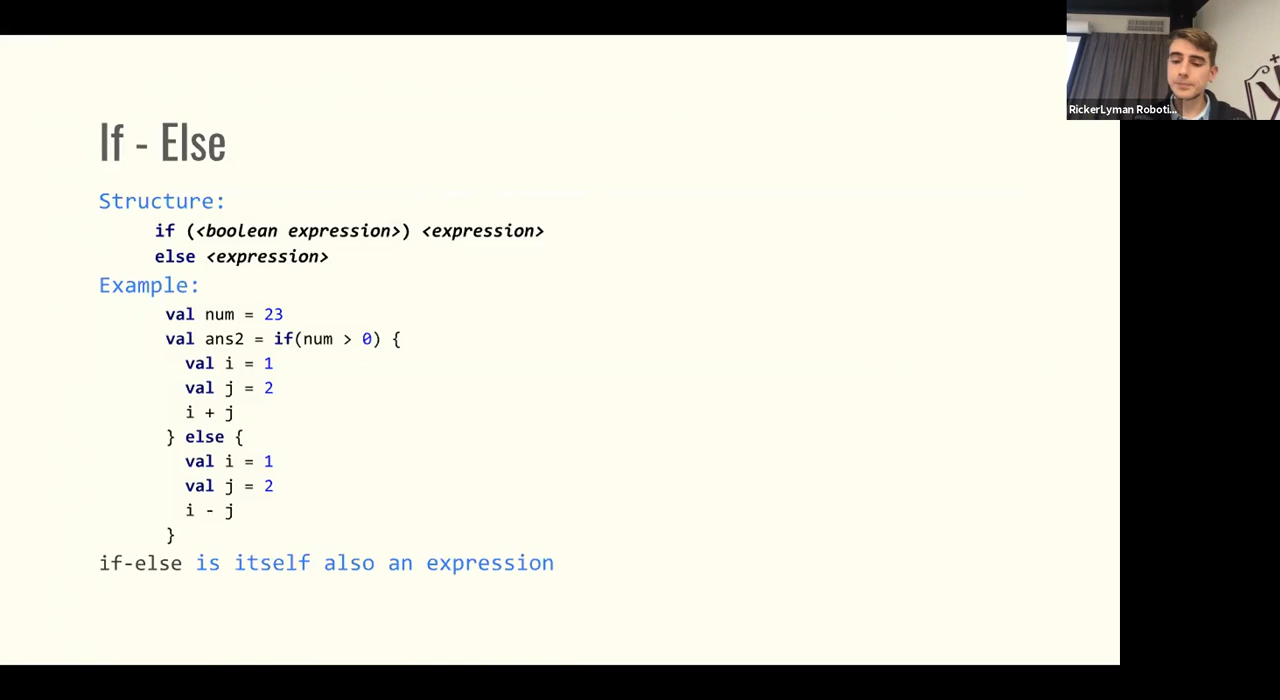 RickerLyman Roboti...
If - Else
Structure:
if (<boolean expression>) <expression>
else <expression>
Example:
val num = 23
val ans2 = if(num > 0) {
val i = 1
val j = 2
i + j
} else {
val i = 1
val j = 2
i - j
}
if-else is itself also an expression